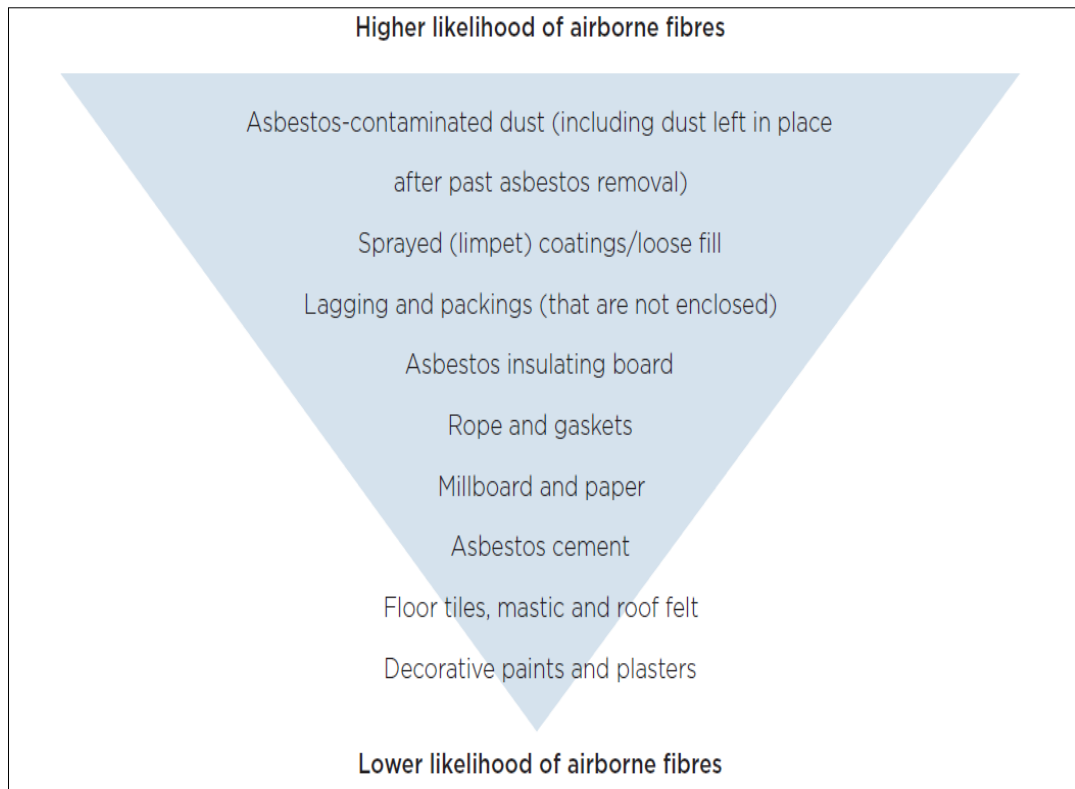 Higher likelihood of airborne fibres
Asbestos-contaminated dust (including dust left in place
after past asbestos removal)
Sprayed (limpet) coatings/loose fill
Lagging and packings (that are not enclosed)
Asbestos insulating board
Rope and gaskets
Millboard and paper
Asbestos cement
Floor tiles, mastic and roof felt
Decorative paints and plasters
Lower likelihood of airborne fibres